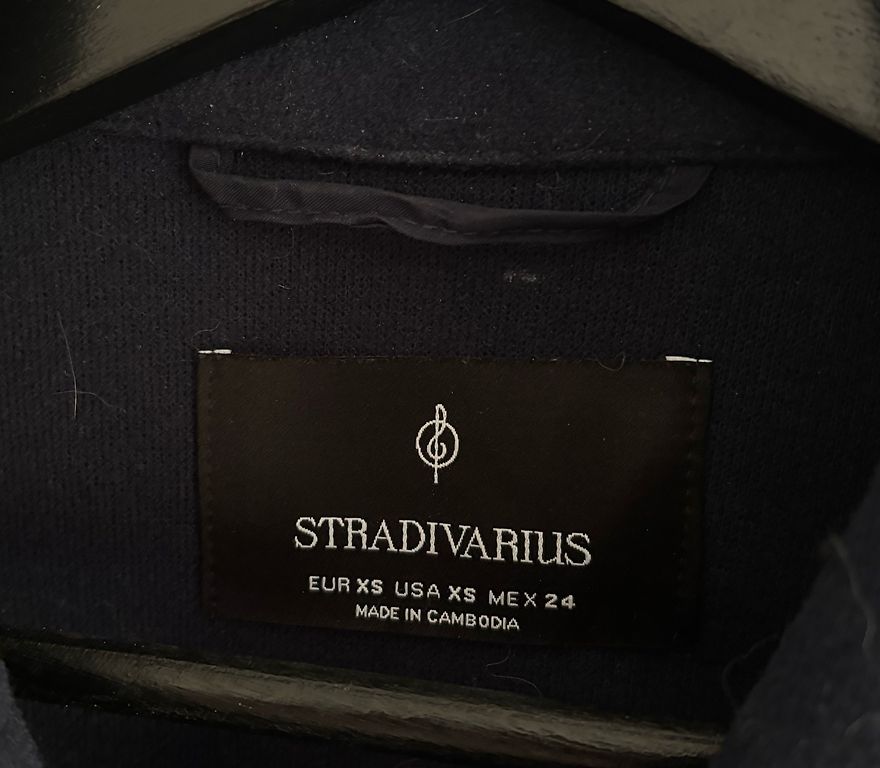 STRADIVARIUS
EUR XS USA XS MEX 24
MADE IN CAMBODIA